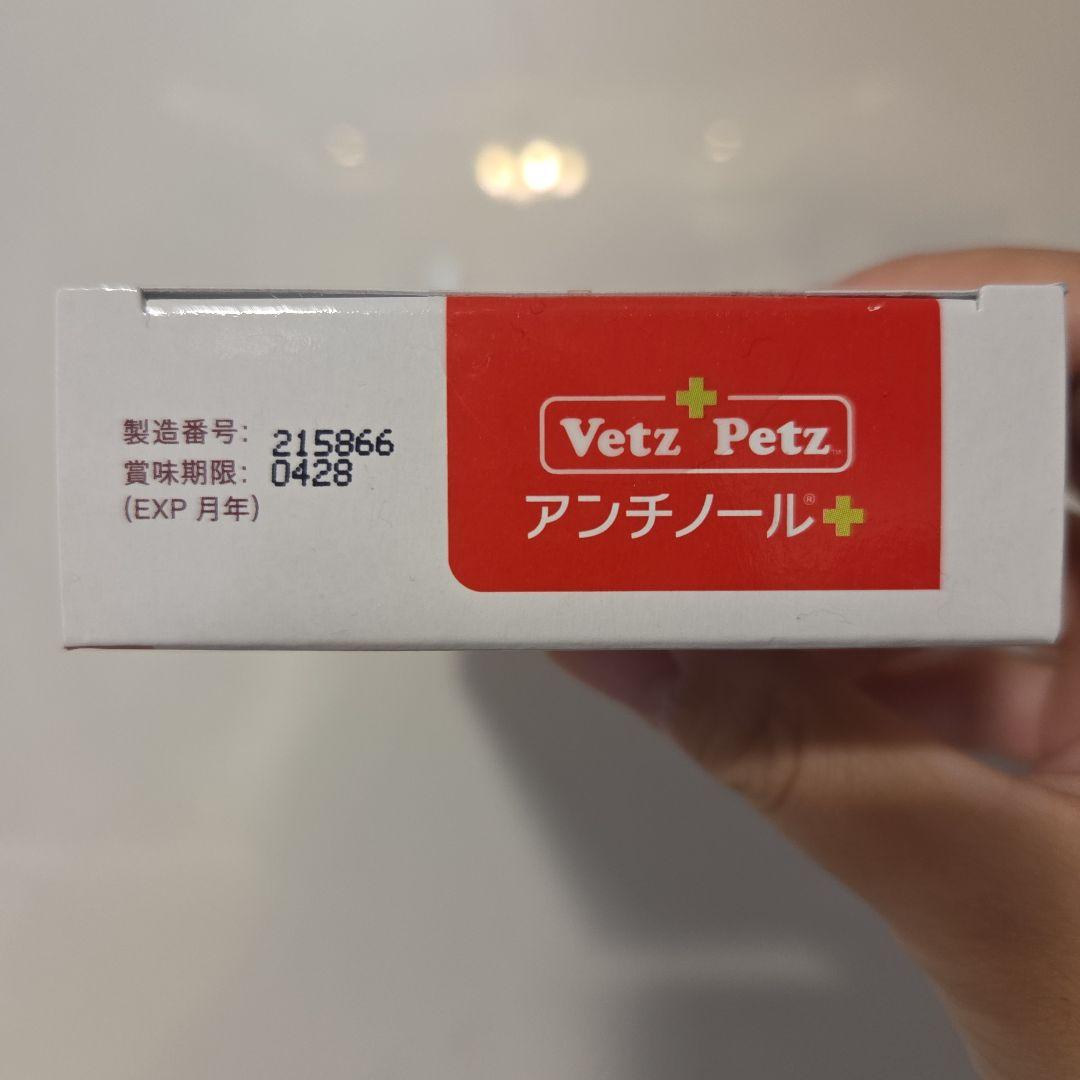 製造番号: 215866
賞味期限: 0428
(EXP 月年)
Vetz Petz™
アンチノール®